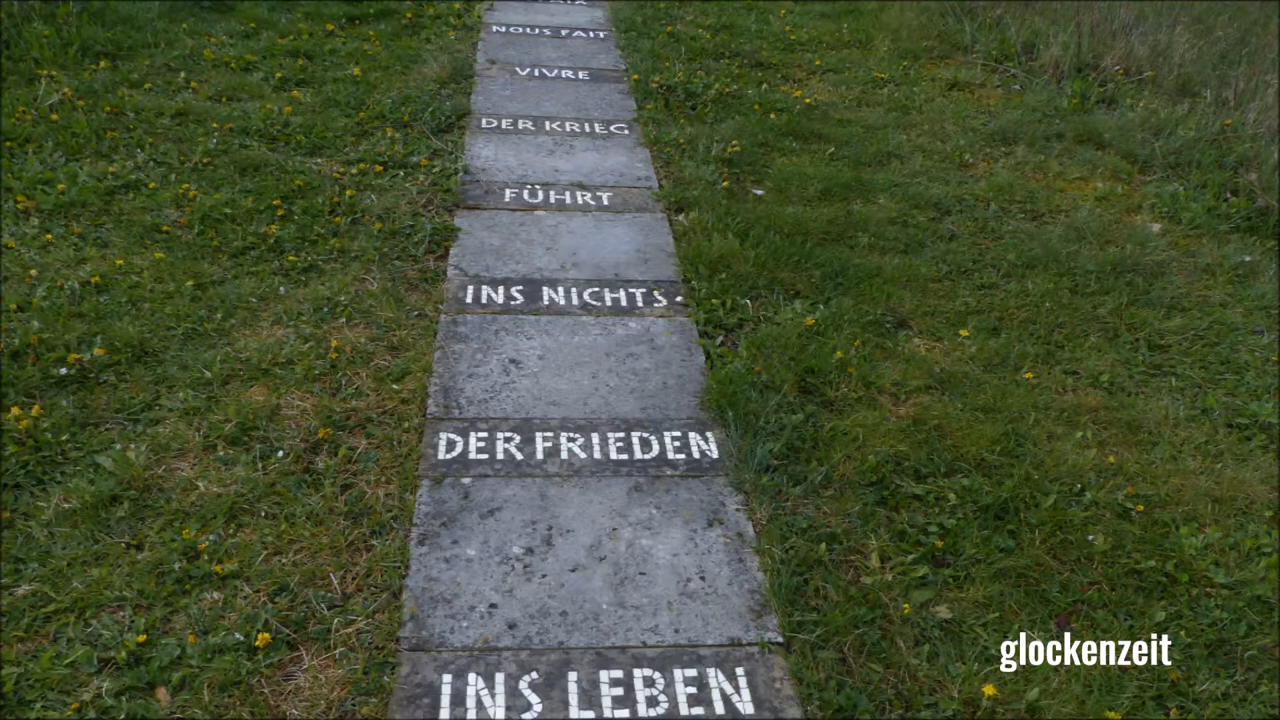 NOUS FAIT
VIVRE
DER KRIEG
FÜHRT
INS NICHTS·
DER FRIEDEN
INS LEBEN
glockenzeit